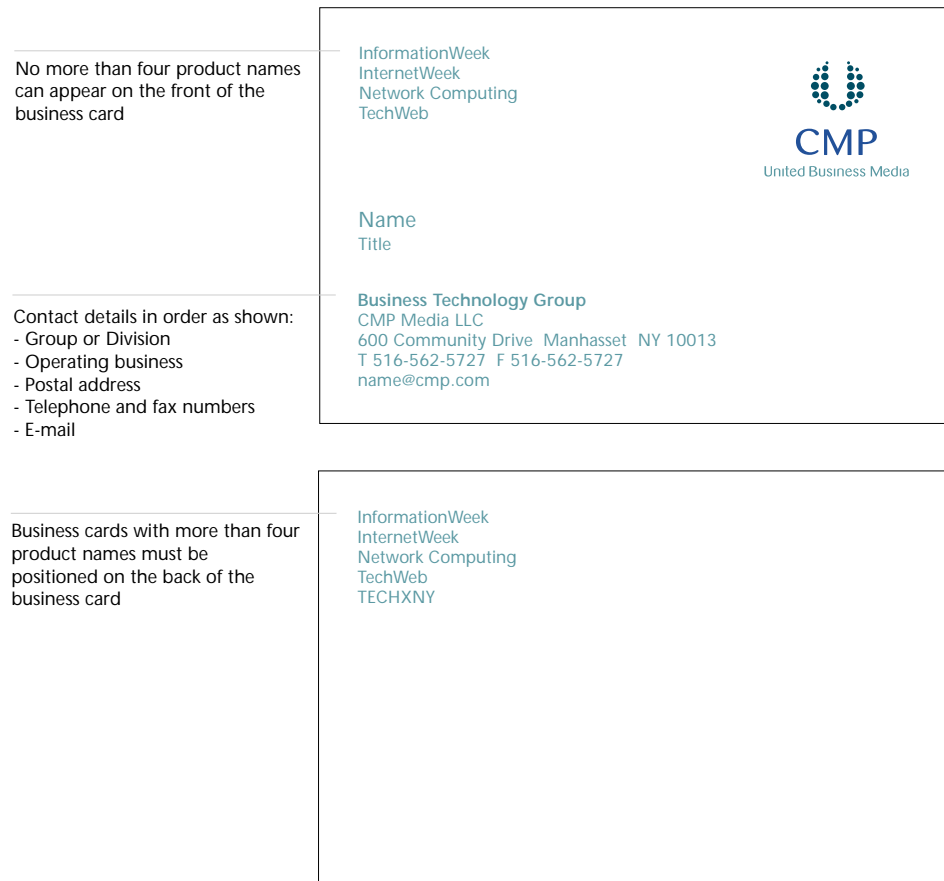 No more than four product names
can appear on the front of the
business card
InformationWeek
InternetWeek
Network Computing
TechWeb
CMP
United Business Media
Name
Title
Contact details in order as shown:
- Group or Division
- Operating business
- Postal address
- Telephone and fax numbers
- E-mail
Business Technology Group
CMP Media LLC
600 Community Drive  Manhasset  NY 10013
T 516-562-5727  F 516-562-5727
name@cmp.com
Business cards with more than four
product names must be
positioned on the back of the
business card
InformationWeek
InternetWeek
Network Computing
TechWeb
TECHXNY